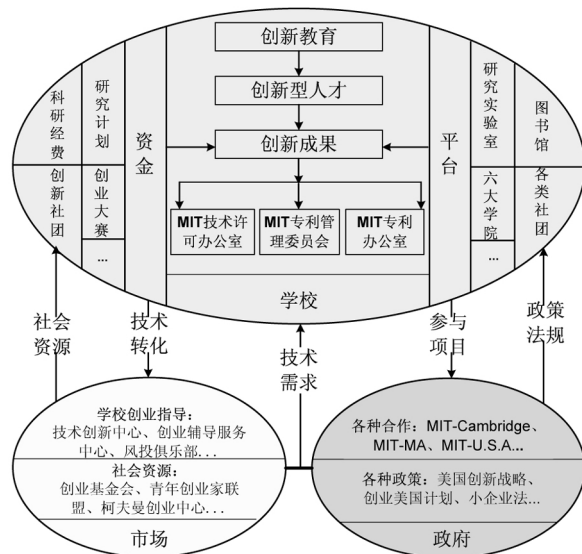 创新教育
创新型人才
创新成果
科研经费
研究计划
创新社团
创业大赛
...
资金
平台
研究实验室
图书馆
六大学院
各类社团
...
MIT技术许
可办公室
MIT专利管
理委员会
MIT专利
办公室
学校
社会
资源
技术
转化
技术
需求
参与
项目
政策
法规
学校创业指导：
技术创新中心、创业辅导服务
中心、风投俱乐部...
社会资源：
创业基金会、青年创业家联
盟、柯夫曼创业中心...
市场
各种合作：MIT-Cambridge、
MIT-MA、MIT-U.S.A...
各种政策：美国创新战略、
创业美国计划、小企业法...
政府